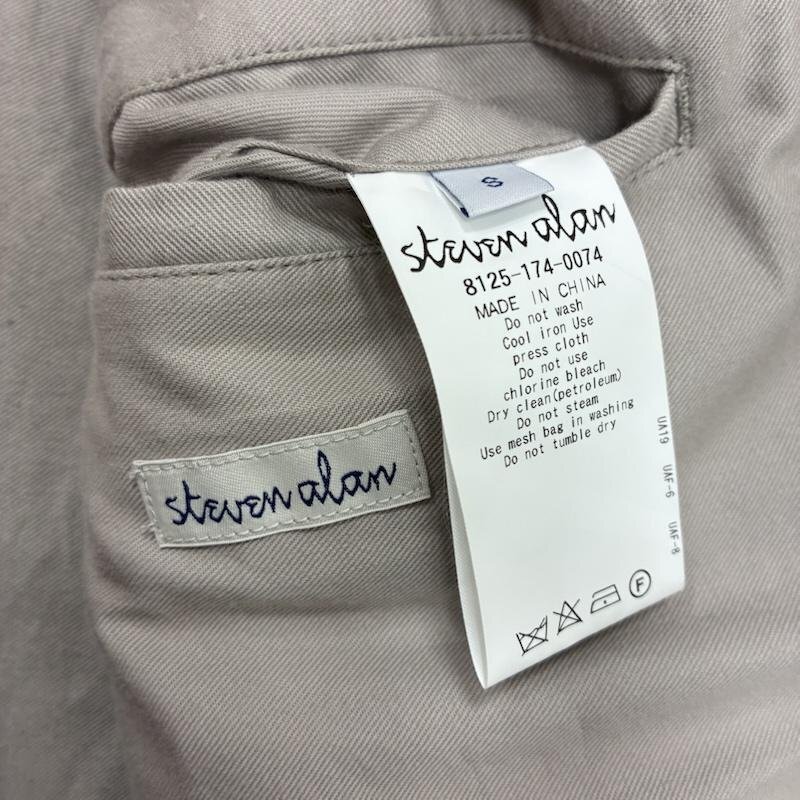 S
steven alan
8125-174-0074
MADE IN CHINA
Do not wash
Cool iron Use
press cloth
Do not use
chlorine bleach
Dry clean(petroleum)
Do not steam
Use mesh bag in washing
Do not tumble dry
UA19 UAF-6 UAF-8
F
steven alan